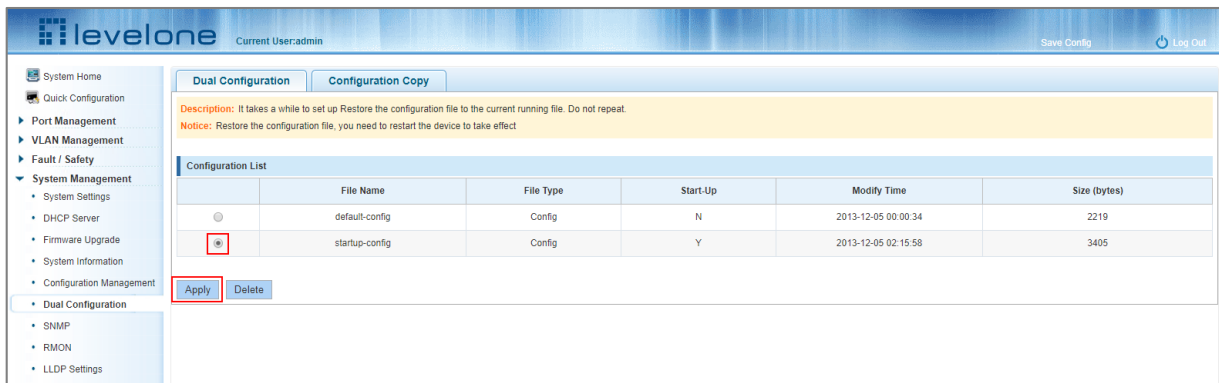 levelone
Current User:admin
Save Config
Log Out
System Home
Quick Configuration
Port Management
VLAN Management
Fault / Safety
System Management
System Settings
DHCP Server
Firmware Upgrade
System Information
Configuration Management
Dual Configuration
SNMP
RMON
LLDP Settings
Dual Configuration
Configuration Copy
Description: It takes a while to set up Restore the configuration file to the current running file. Do not repeat.
Notice: Restore the configuration file, you need to restart the device to take effect
Configuration List
File Name File Type Start-Up Modify Time Size (bytes)
default-config Config N 2013-12-05 00:00:34 2219
startup-config Config Y 2013-12-05 02:15:58 3405
Apply Delete